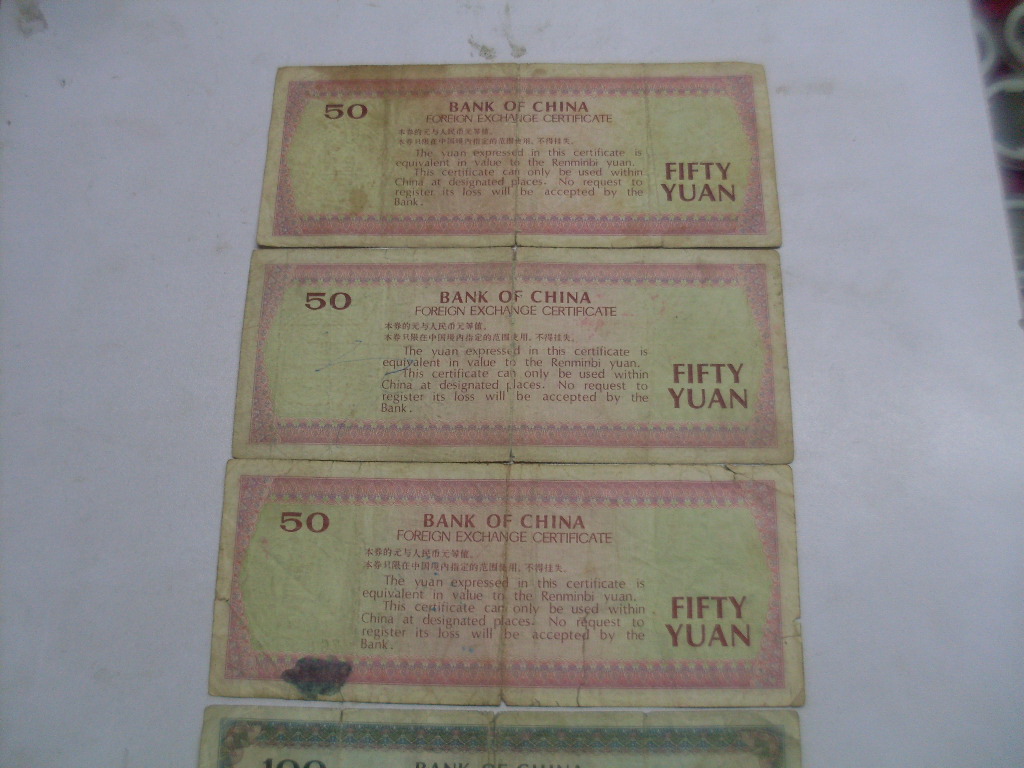 50
BANK OF CHINA
FOREIGN EXCHANGE CERTIFICATE
本券的元与人民币元等值。
本券只限在中国境内指定的范围使用，不得挂失。
The yuan expressed in this certificate is
equivalent in value to the Renminbi yuan.
This certificate can only be used within
China at designated places. No request to
register its loss will be accepted by the
Bank.
FIFTY
YUAN
50
BANK OF CHINA
FOREIGN EXCHANGE CERTIFICATE
本券的元与人民币元等值。
本券只限在中国境内指定的范围使用，不得挂失。
The yuan expressed in this certificate is
equivalent in value to the Renminbi yuan.
This certificate can only be used within
China at designated places. No request to
register its loss will be accepted by the
Bank.
FIFTY
YUAN
50
BANK OF CHINA
FOREIGN EXCHANGE CERTIFICATE
本券的元与人民币元等值。
本券只限在中国境内指定的范围使用，不得挂失。
The yuan expressed in this certificate is
equivalent in value to the Renminbi yuan.
This certificate can only be used within
China at designated places. No request to
register its loss will be accepted by the
Bank.
FIFTY
YUAN
100
BANK OF CHINA